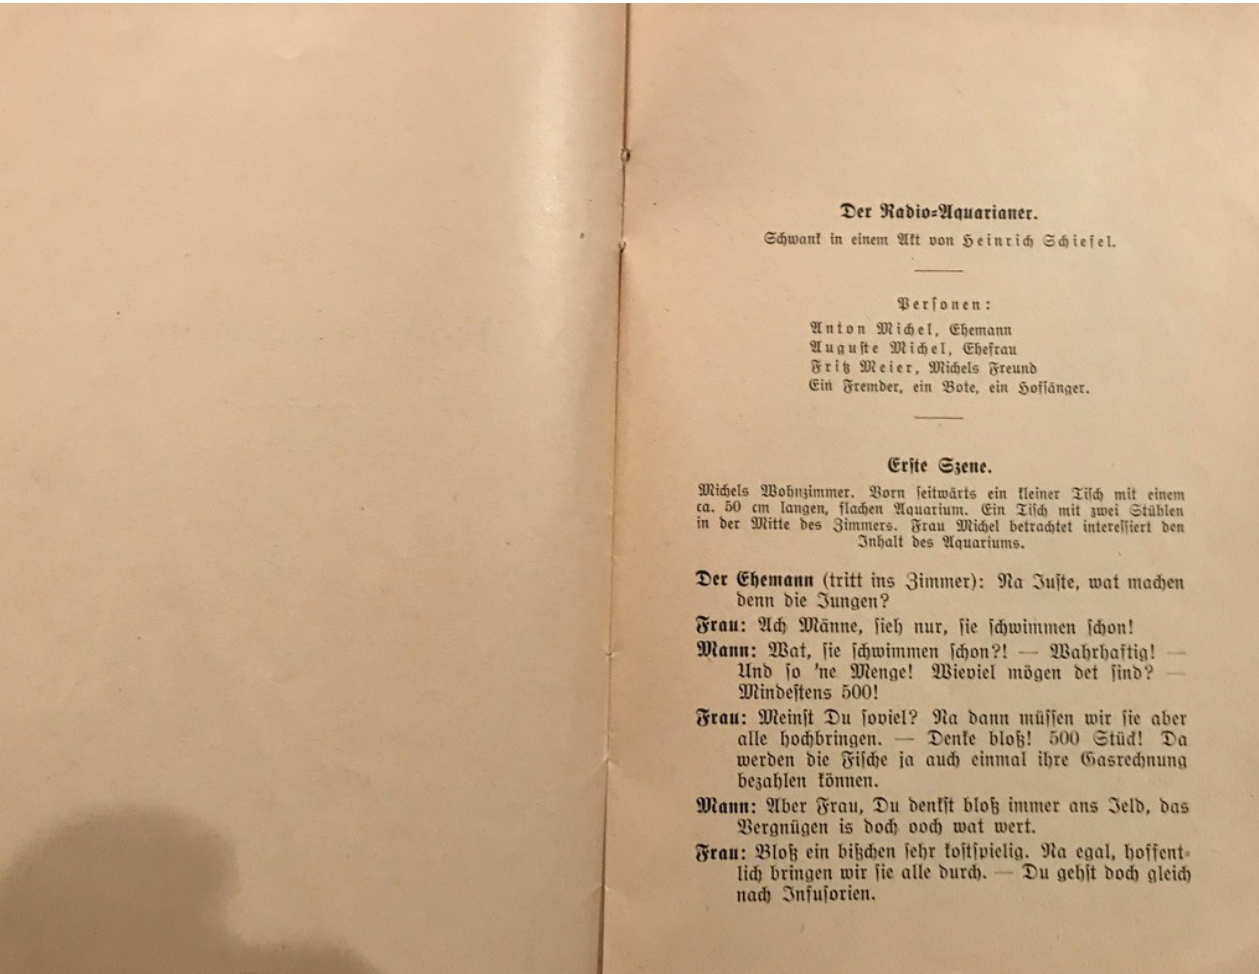 Der Radio-Aquarianer.
Schwank in einem Akt von Heinrich Schiefel.
Personen:
Anton Michel, Ehemann
Auguste Michel, Ehefrau
Fritz Meier, Michels Freund
Ein Fremder, ein Bote, ein Hofsänger.
Erste Szene.
Michels Wohnzimmer. Vorn seitwärts ein kleiner Tisch mit einem
ca. 50 cm langen, flachen Aquarium. Ein Tisch mit zwei Stühlen
in der Mitte des Zimmers. Frau Michel betrachtet interessiert den
Inhalt des Aquariums.
Der Ehemann (tritt ins Zimmer): Na Juste, wat machen
denn die Jungen?
Frau: Ach Männe, sieh nur, sie schwimmen schon!
Mann: Wat, sie schwimmen schon?! — Wahrhaftig! —
Und so 'ne Menge! Wieviel mögen det sind? —
Mindestens 500!
Frau: Meinst Du soviel? Na dann müssen wir sie aber
alle hochbringen. — Denke bloß! 500 Stück! Da
werden die Fische ja auch einmal ihre Gasrechnung
bezahlen können.
Mann: Aber Frau, Du denkst bloß immer ans Jeld, das
Vergnügen is doch ooch wat wert.
Frau: Bloß ein bißchen sehr kostspielig. Na egal, hoffent-
lich bringen wir sie alle durch. — Du gehst doch gleich
nach Infusorien.